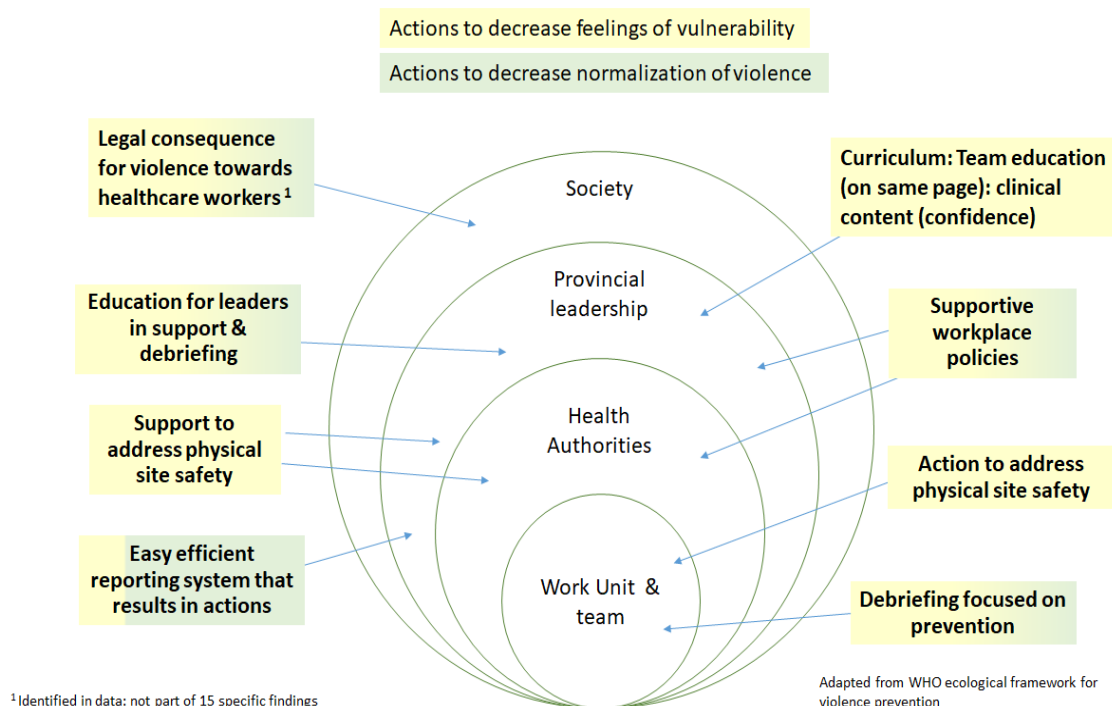 Actions to decrease feelings of vulnerability
Actions to decrease normalization of violence
Legal consequence
for violence towards
healthcare workers 1
Society
Curriculum: Team education
(on same page): clinical
content (confidence)
Provincial
leadership
Education for leaders
in support &
debriefing
Supportive
workplace
policies
Health
Authorities
Support to
address physical
site safety
Action to address
physical site safety
Easy efficient
reporting system that
results in actions
Work Unit &
team
Debriefing focused on
prevention
1 Identified in data: not part of 15 specific findings
Adapted from WHO ecological framework for
violence prevention